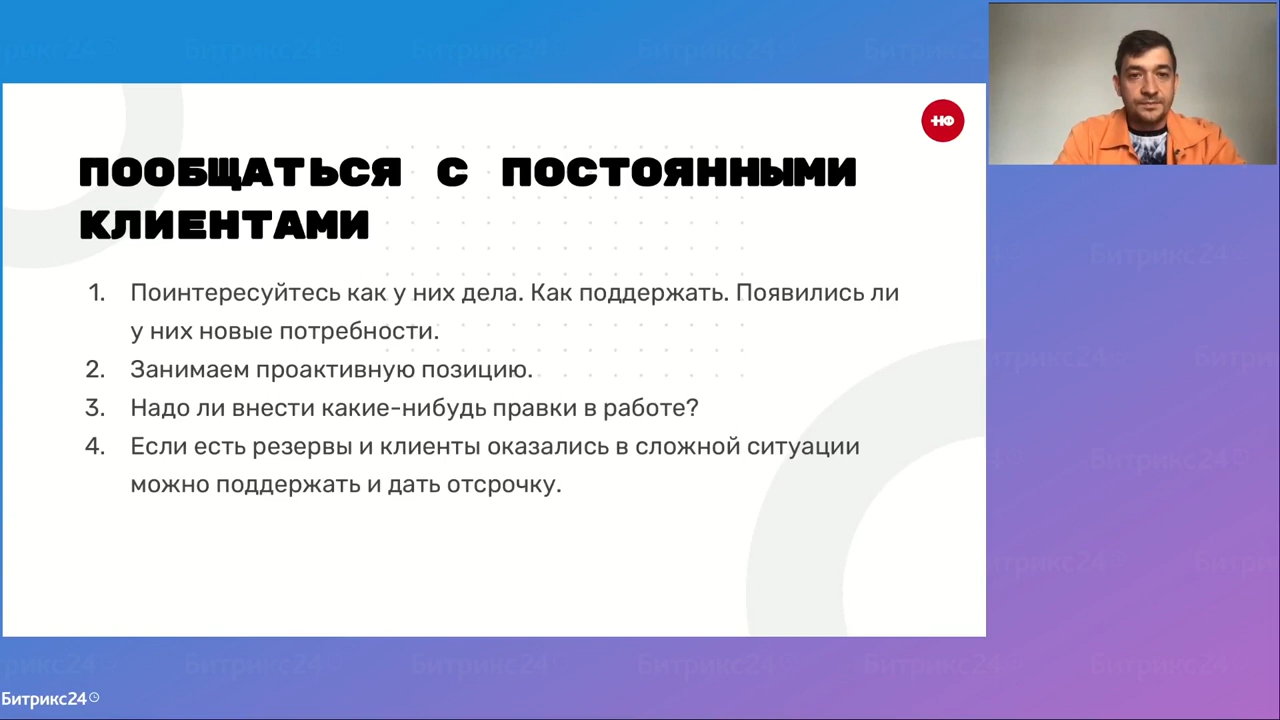 ПООБЩАТЬСЯ С ПОСТОЯННЫМИ
КЛИЕНТАМИ
1. Поинтересуйтесь как у них дела. Как поддержать. Появились ли
у них новые потребности.
2. Занимаем проактивную позицию.
3. Надо ли внести какие-нибудь правки в работе?
4. Если есть резервы и клиенты оказались в сложной ситуации
можно поддержать и дать отсрочку.
НФ
Битрикс24